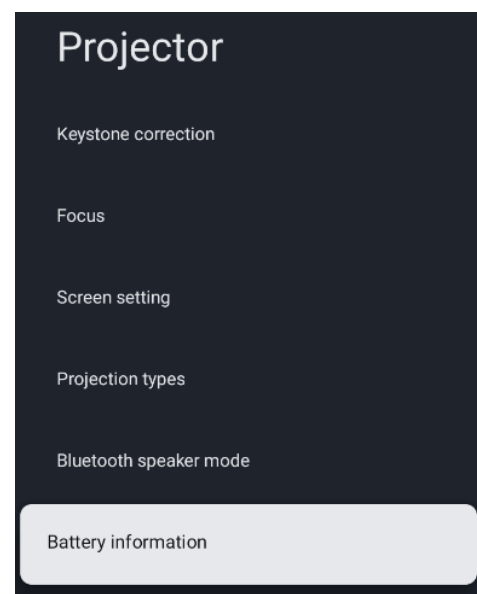 Projector
Keystone correction
Focus
Screen setting
Projection types
Bluetooth speaker mode
Battery information